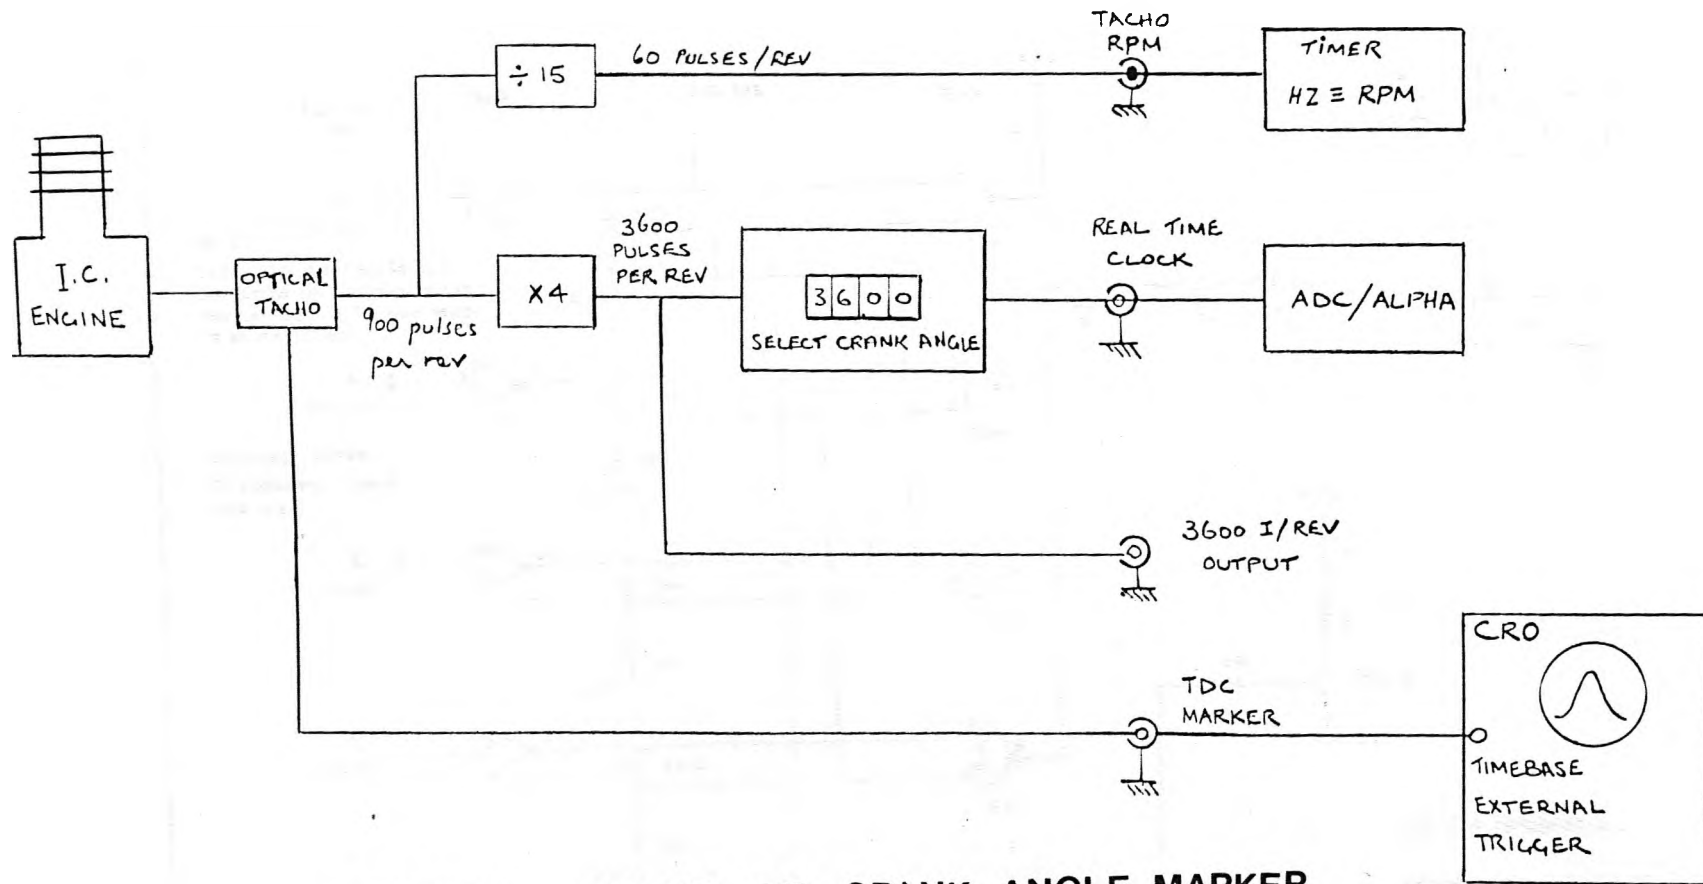 ÷ 15
60 PULSES/REV
TACHO
RPM
TIMER
HZ ≡ RPM
I.C.
ENGINE
OPTICAL
TACHO
900 pulses
per rev
X4
3600
PULSES
PER REV
3600
SELECT CRANK ANGLE
REAL TIME
CLOCK
ADC/ALPHA
3600 I/REV
OUTPUT
TDC
MARKER
CRO
TIMEBASE
EXTERNAL
TRIGGER
CRANK ANGLE MARKER